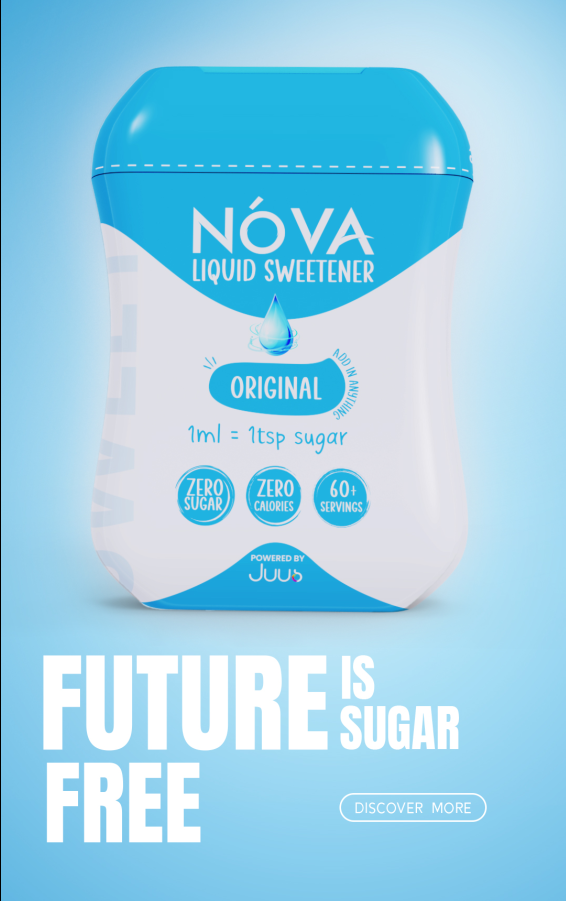 NÓVA
LIQUID SWEETENER
ORIGINAL
ADD IN ANYTHING
1ml = 1tsp sugar
ZERO SUGAR
ZERO CALORIES
60+ SERVINGS
POWERED BY
Juus
SWEET
FUTURE IS SUGAR
FREE
DISCOVER MORE